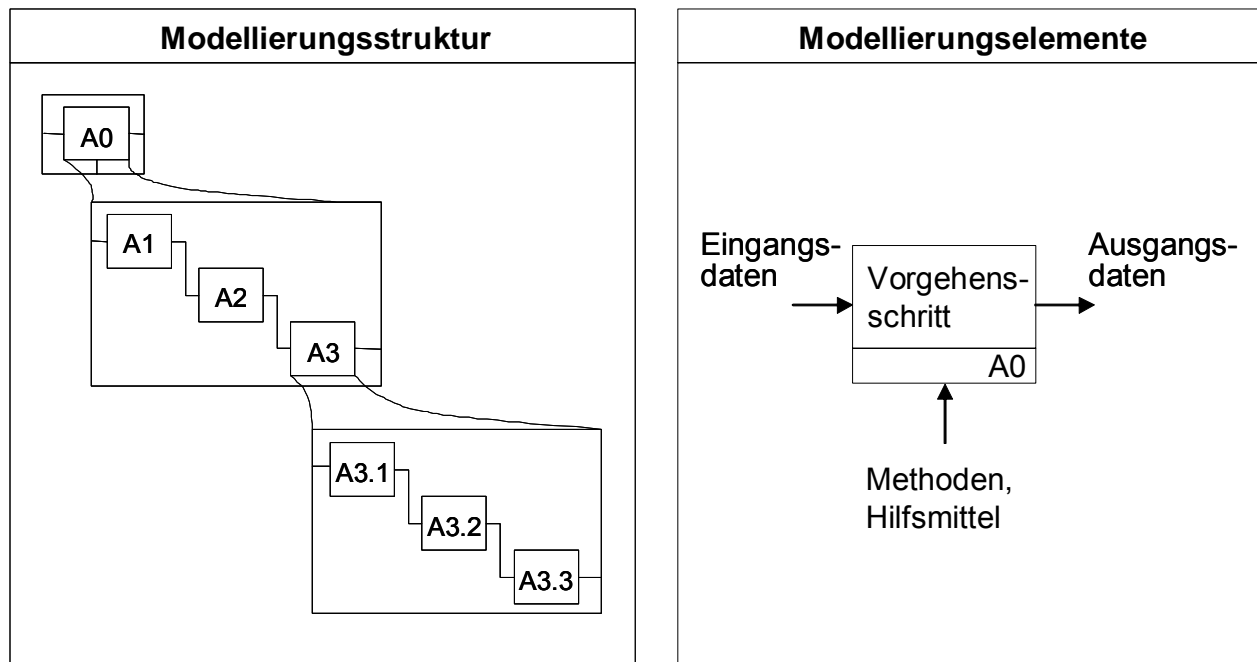 Modellierungsstruktur
A0
A1
A2
A3
A3.1
A3.2
A3.3
Modellierungselemente
Eingangs-
daten
Vorgehens-
schritt
A0
Ausgangs-
daten
Methoden,
Hilfsmittel